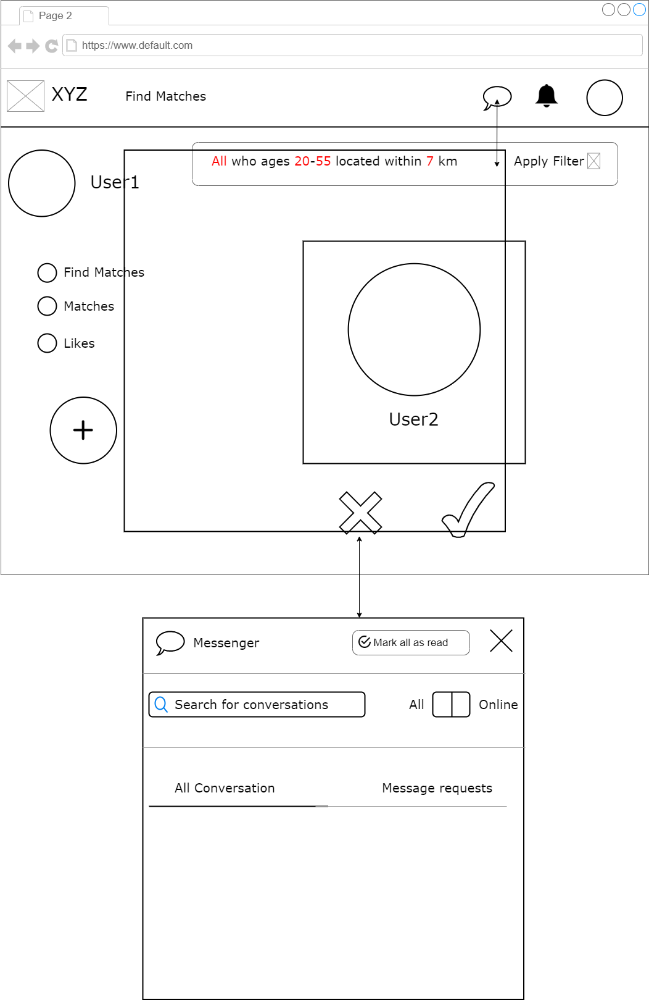 Page 2
https://www.default.com
XYZ
Find Matches
All who ages 20-55 located within 7 km
Apply Filter
User1
Find Matches
Matches
Likes
User2
Messenger
Mark all as read
Search for conversations
All
Online
All Conversation
Message requests